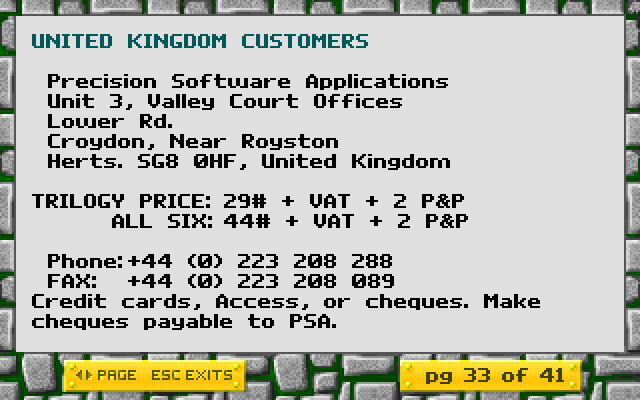 UNITED KINGDOM CUSTOMERS
Precision Software Applications
Unit 3, Valley Court Offices
Lower Rd.
Croydon, Near Royston
Herts. SG8 0HF, United Kingdom
TRILOGY PRICE: 29# + VAT + 2 P&P
ALL SIX: 44# + VAT + 2 P&P
Phone:+44 (0) 223 208 288
FAX: +44 (0) 223 208 089
Credit cards, Access, or cheques. Make
cheques payable to PSA.
PAGE ESC EXITS
pg 33 of 41